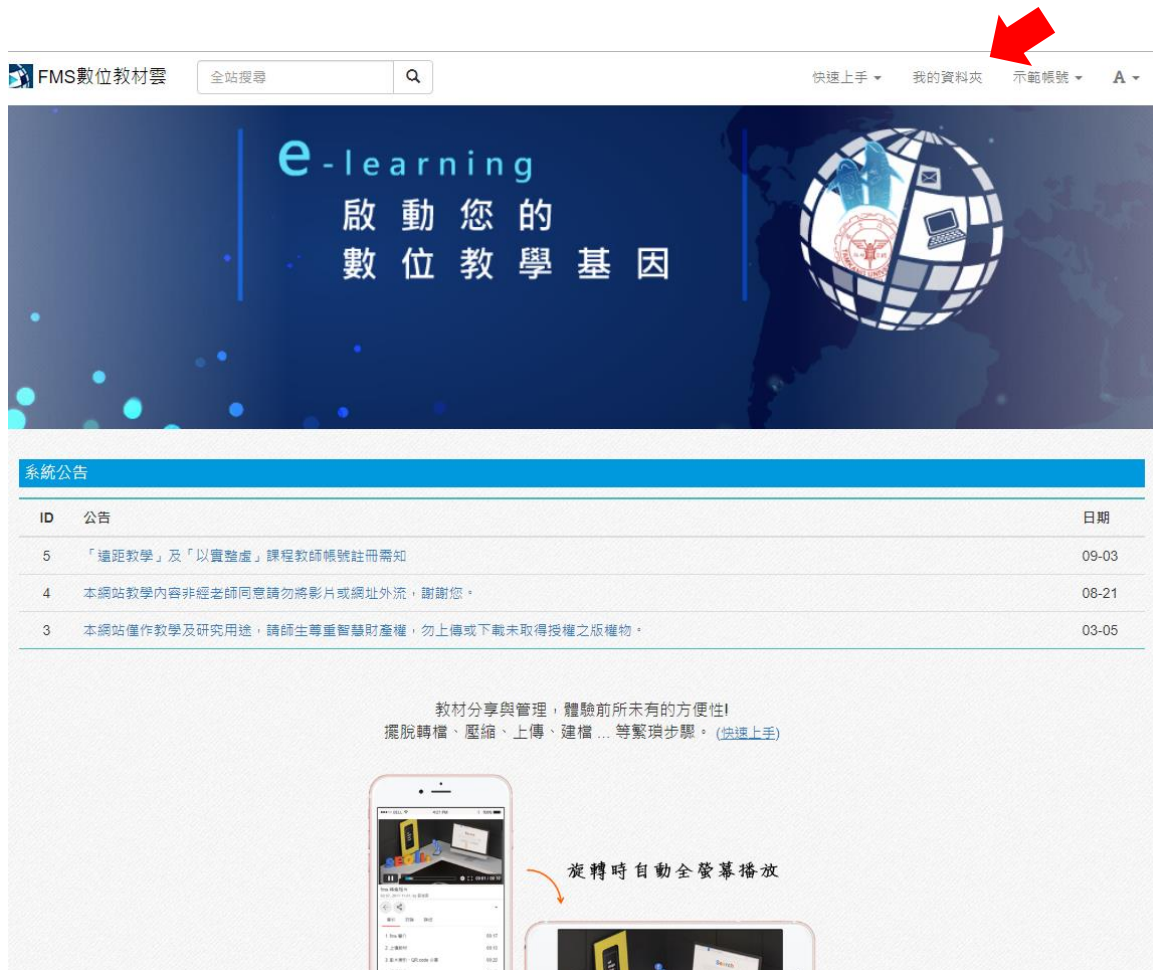 FMS數位教材雲
全站搜尋
快速上手
我的資料夾
示範帳號
A
e-learning
啟動您的
數位教學基因
系統公告
ID 公告 日期
5 「遠距教學」及「以實整虛」課程教師帳號註冊需知 09-03
4 本網站教學內容非經老師同意請勿將影片或網址外流，謝謝您。 08-21
3 本網站僅作教學及研究用途，請師生尊重智慧財產權，勿上傳或下載未取得授權之版權物。 03-05
教材分享與管理，體驗前所未有的方便性!
擺脫轉檔、壓縮、上傳、建檔 ... 等繁瑣步驟。 (快速上手)
旋轉時自動全螢幕播放